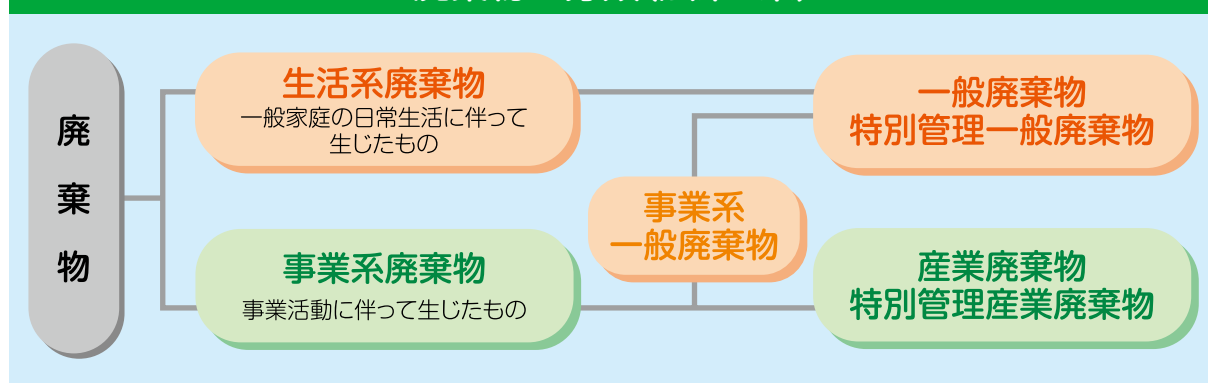 廃棄物
生活系廃棄物
一般家庭の日常生活に伴って
生じたもの
事業系廃棄物
事業活動に伴って生じたもの
事業系
一般廃棄物
一般廃棄物
特別管理一般廃棄物
産業廃棄物
特別管理産業廃棄物